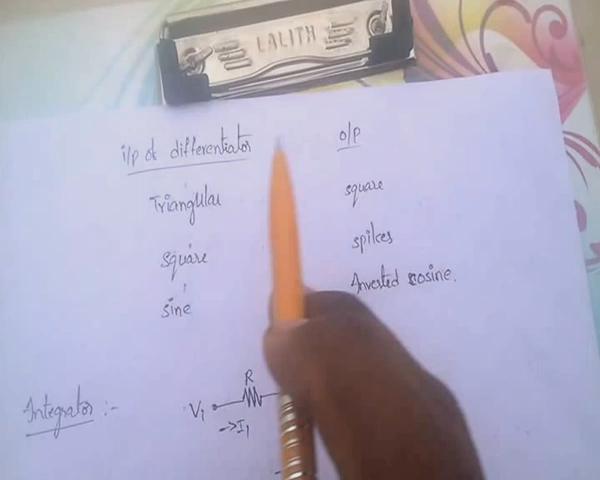 LALITH
i/p of differentiator o/p
Triangular square
square spikes
sine Inverted cosine.
R
Integrator :-
V1
→I1